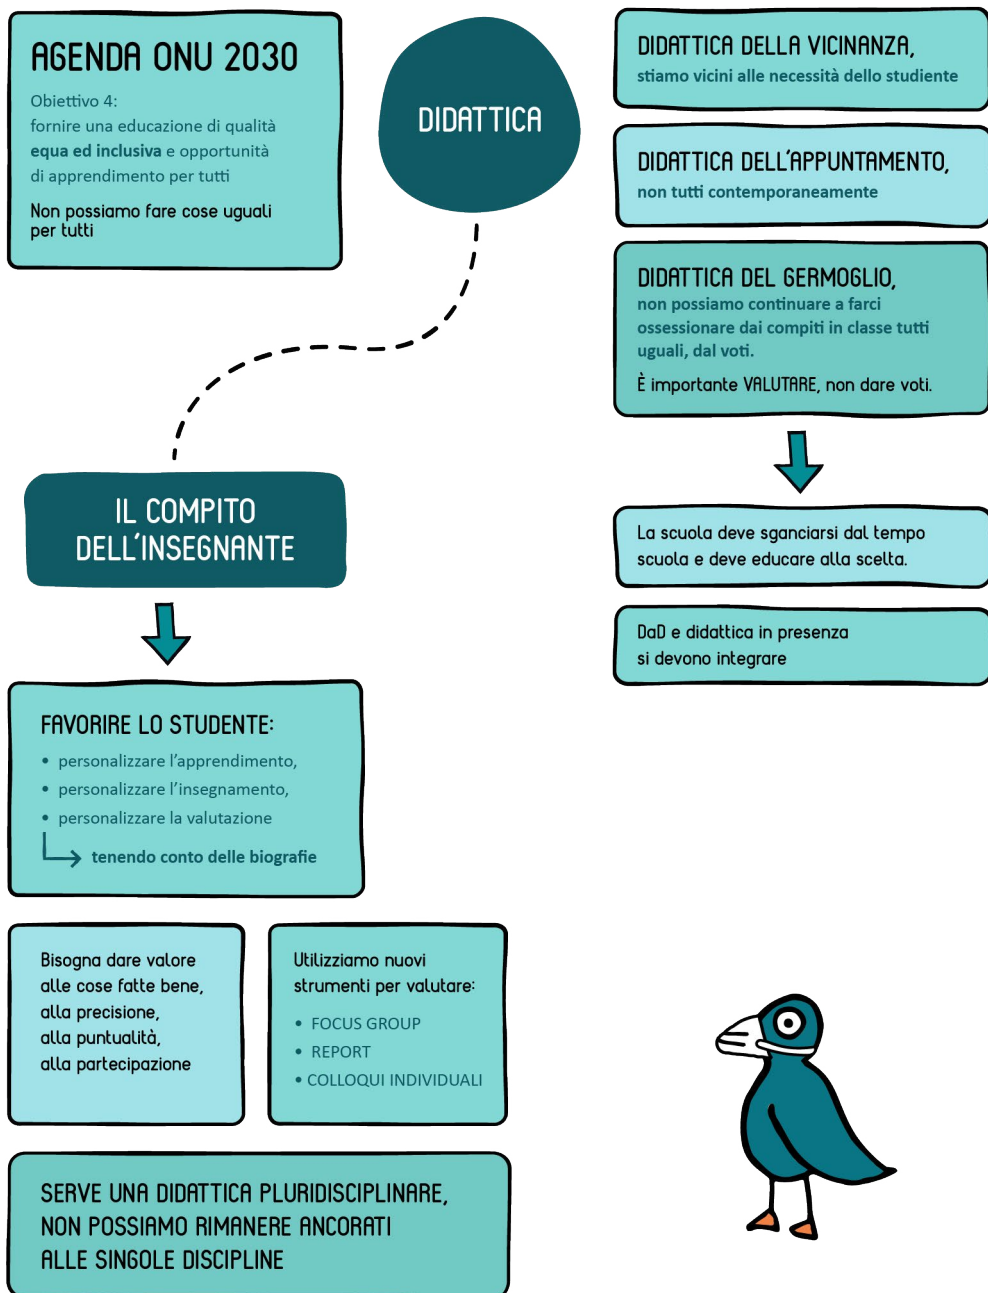 AGENDA ONU 2030
Obiettivo 4:
fornire una educazione di qualità
equa ed inclusiva e opportunità
di apprendimento per tutti
Non possiamo fare cose uguali
per tutti
DIDATTICA
DIDATTICA DELLA VICINANZA,
stiamo vicini alle necessità dello studiente
DIDATTICA DELL'APPUNTAMENTO,
non tutti contemporaneamente
DIDATTICA DEL GERMOGLIO,
non possiamo continuare a farci
ossessionare dai compiti in classe tutti
uguali, dal voti.
È importante VALUTARE, non dare voti.
La scuola deve sganciarsi dal tempo
scuola e deve educare alla scelta.
DaD e didattica in presenza
si devono integrare
IL COMPITO
DELL'INSEGNANTE
FAVORIRE LO STUDENTE:
• personalizzare l'apprendimento,
• personalizzare l'insegnamento,
• personalizzare la valutazione
tenendo conto delle biografie
Bisogna dare valore
alle cose fatte bene,
alla precisione,
alla puntualità,
alla partecipazione
Utilizziamo nuovi
strumenti per valutare:
• FOCUS GROUP
• REPORT
• COLLOQUI INDIVIDUALI
SERVE UNA DIDATTICA PLURIDISCIPLINARE,
NON POSSIAMO RIMANERE ANCORATI
ALLE SINGOLE DISCIPLINE